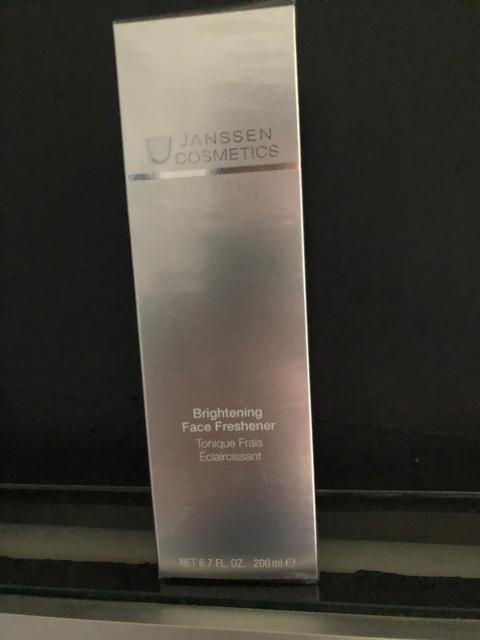 JANSSEN
COSMETICS
Brightening
Face Freshener
Tonique Frais
Éclaircissant
NET 6.7 FL. OZ. 200 ml ℮